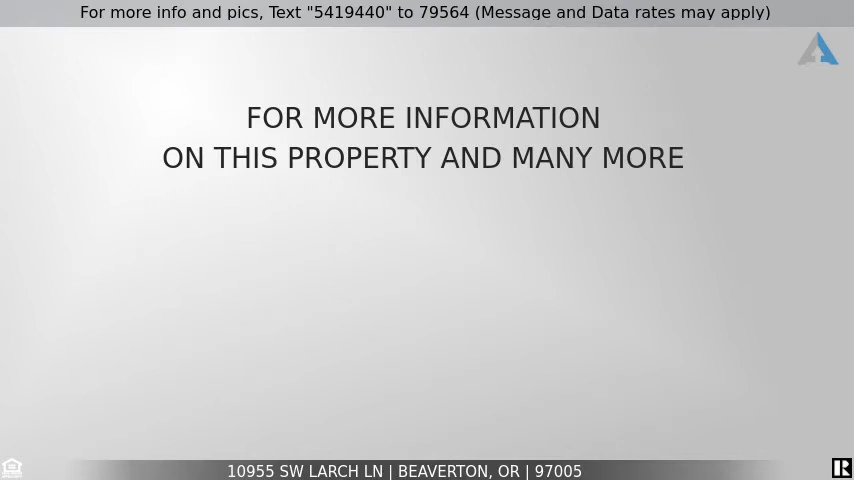 For more info and pics, Text "5419440" to 79564 (Message and Data rates may apply)
FOR MORE INFORMATION
ON THIS PROPERTY AND MANY MORE
10955 SW LARCH LN | BEAVERTON, OR | 97005